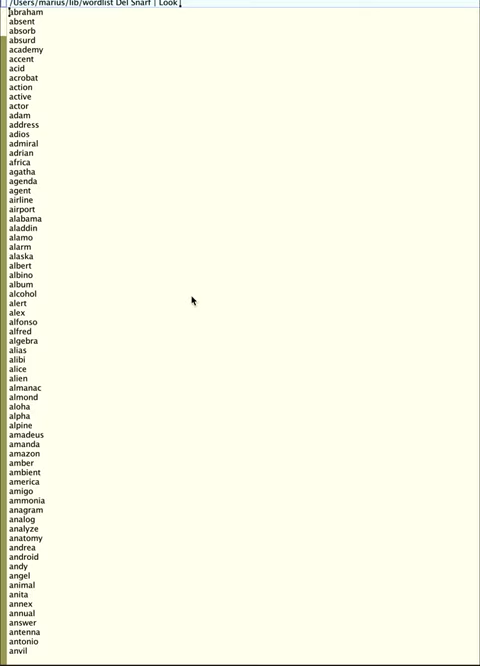 /Users/marius/lib/wordlist Del Snarf | Look
abraham
absent
absorb
absurd
academy
accent
acid
acrobat
action
active
actor
adam
address
adios
admiral
adrian
africa
agatha
agenda
agent
airline
airport
alabama
aladdin
alamo
alarm
alaska
albert
albino
album
alcohol
alert
alex
alfonso
alfred
algebra
alias
alibi
alice
alien
almanac
almond
aloha
alpha
alpine
amadeus
amanda
amazon
amber
ambient
america
amigo
ammonia
anagram
analog
analyze
anatomy
andrea
android
andy
angel
animal
anita
annex
annual
answer
antenna
antonio
anvil